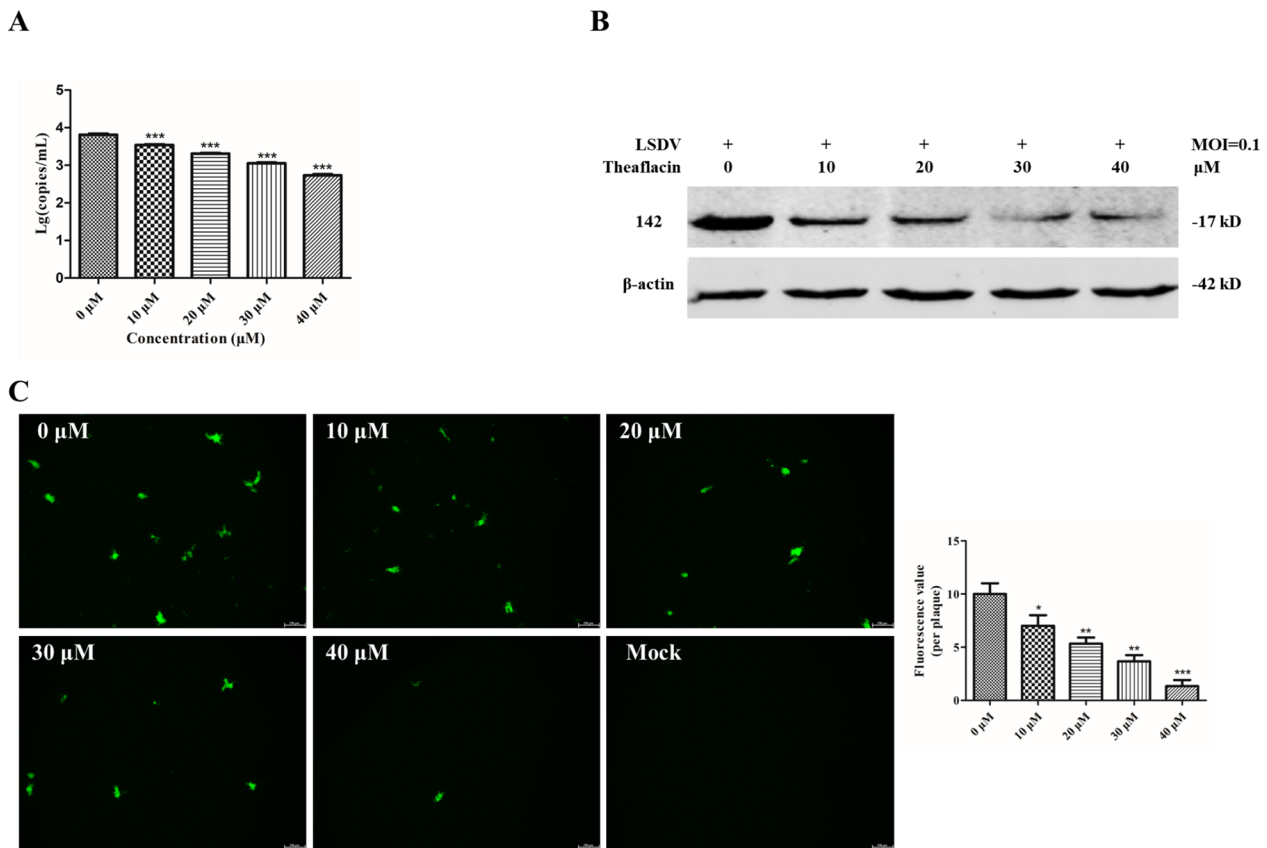 A
B
5
4
3
2
1
0
Lg(copies/mL)
***
***
***
***
0 μM
10 μM
20 μM
30 μM
40 μM
Concentration (μM)
LSDV + + + + + MOI=0.1
Theaflacin 0 10 20 30 40 μM
142 -17 kD
β-actin -42 kD
C
0 μM
10 μM
20 μM
30 μM
40 μM
Mock
15
10
5
0
Fluorescence value
(per plaque)
*
**
**
***
0 μM
10 μM
20 μM
30 μM
40 μM